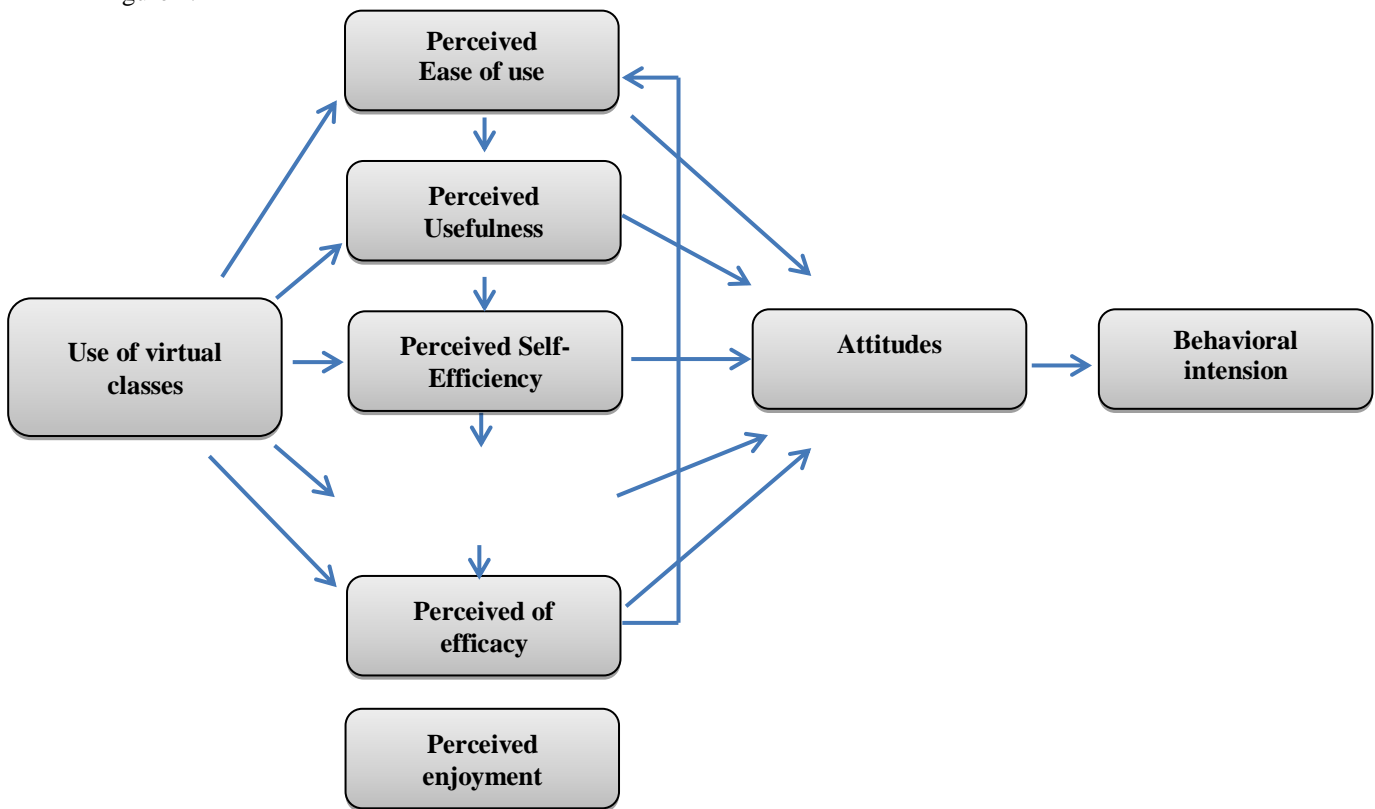 Perceived
Ease of use
Perceived
Usefulness
Use of virtual
classes
Perceived Self-
Efficiency
Attitudes
Behavioral
intension
Perceived of
efficacy
Perceived
enjoyment